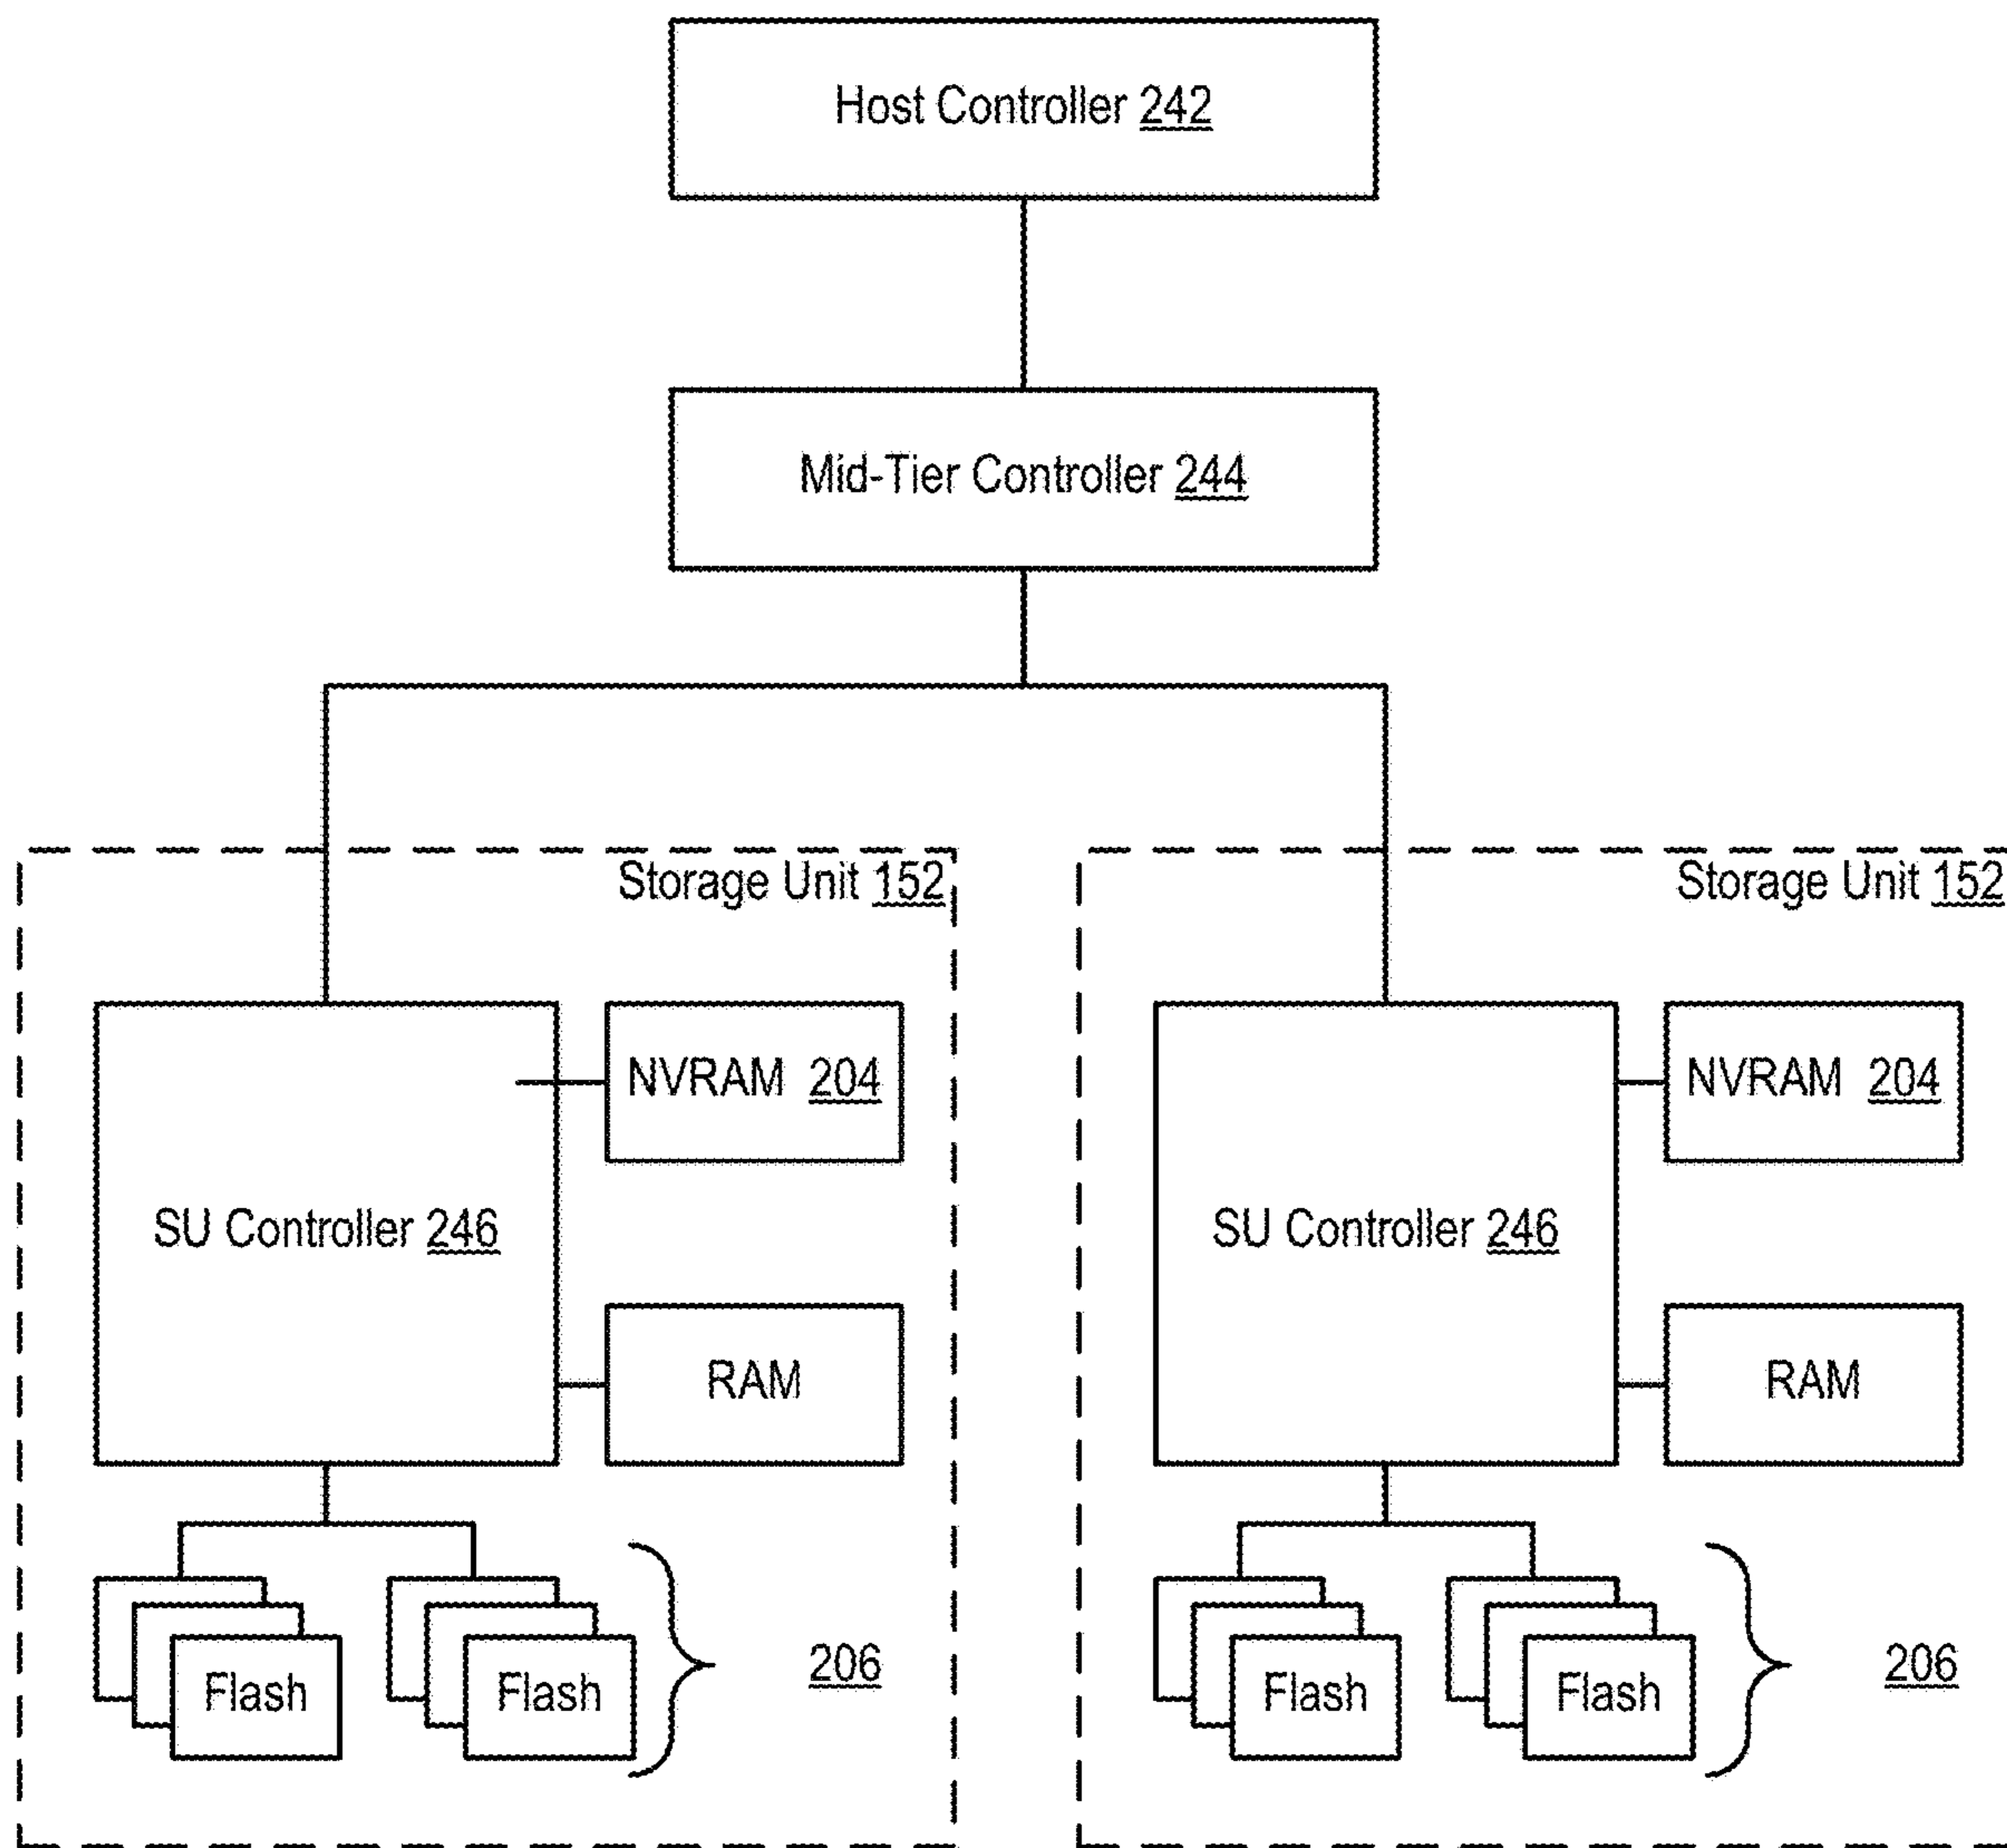 Host Controller 242
Mid-Tier Controller 244
Storage Unit 152
NVRAM 204
SU Controller 246
RAM
Flash
Flash
206
Storage Unit 152
NVRAM 204
SU Controller 246
RAM
Flash
Flash
206